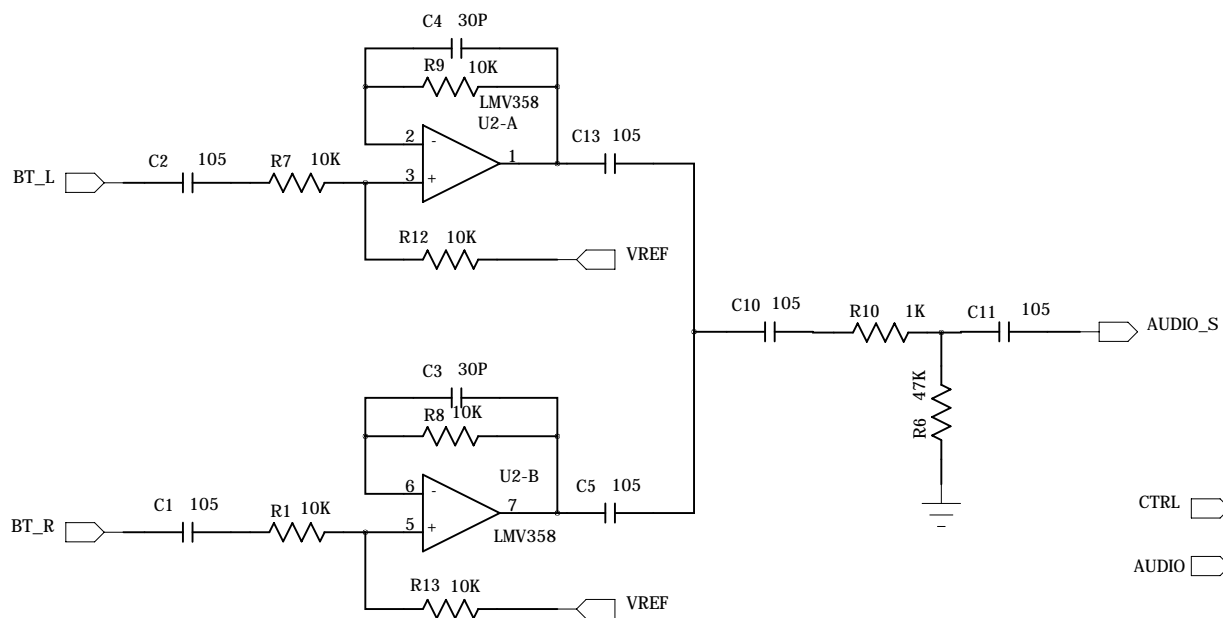 C4 30P
R9 10K
LMV358
U2-A
2
-
1
3
+
C13 105
C2 105
R7 10K
BT_L
R12 10K
VREF
C10 105
R10 1K
C11 105
AUDIO_S
R6 47K
C3 30P
R8 10K
U2-B
6
-
7
5
+
LMV358
C5 105
C1 105
R1 10K
BT_R
R13 10K
VREF
CTRL
AUDIO